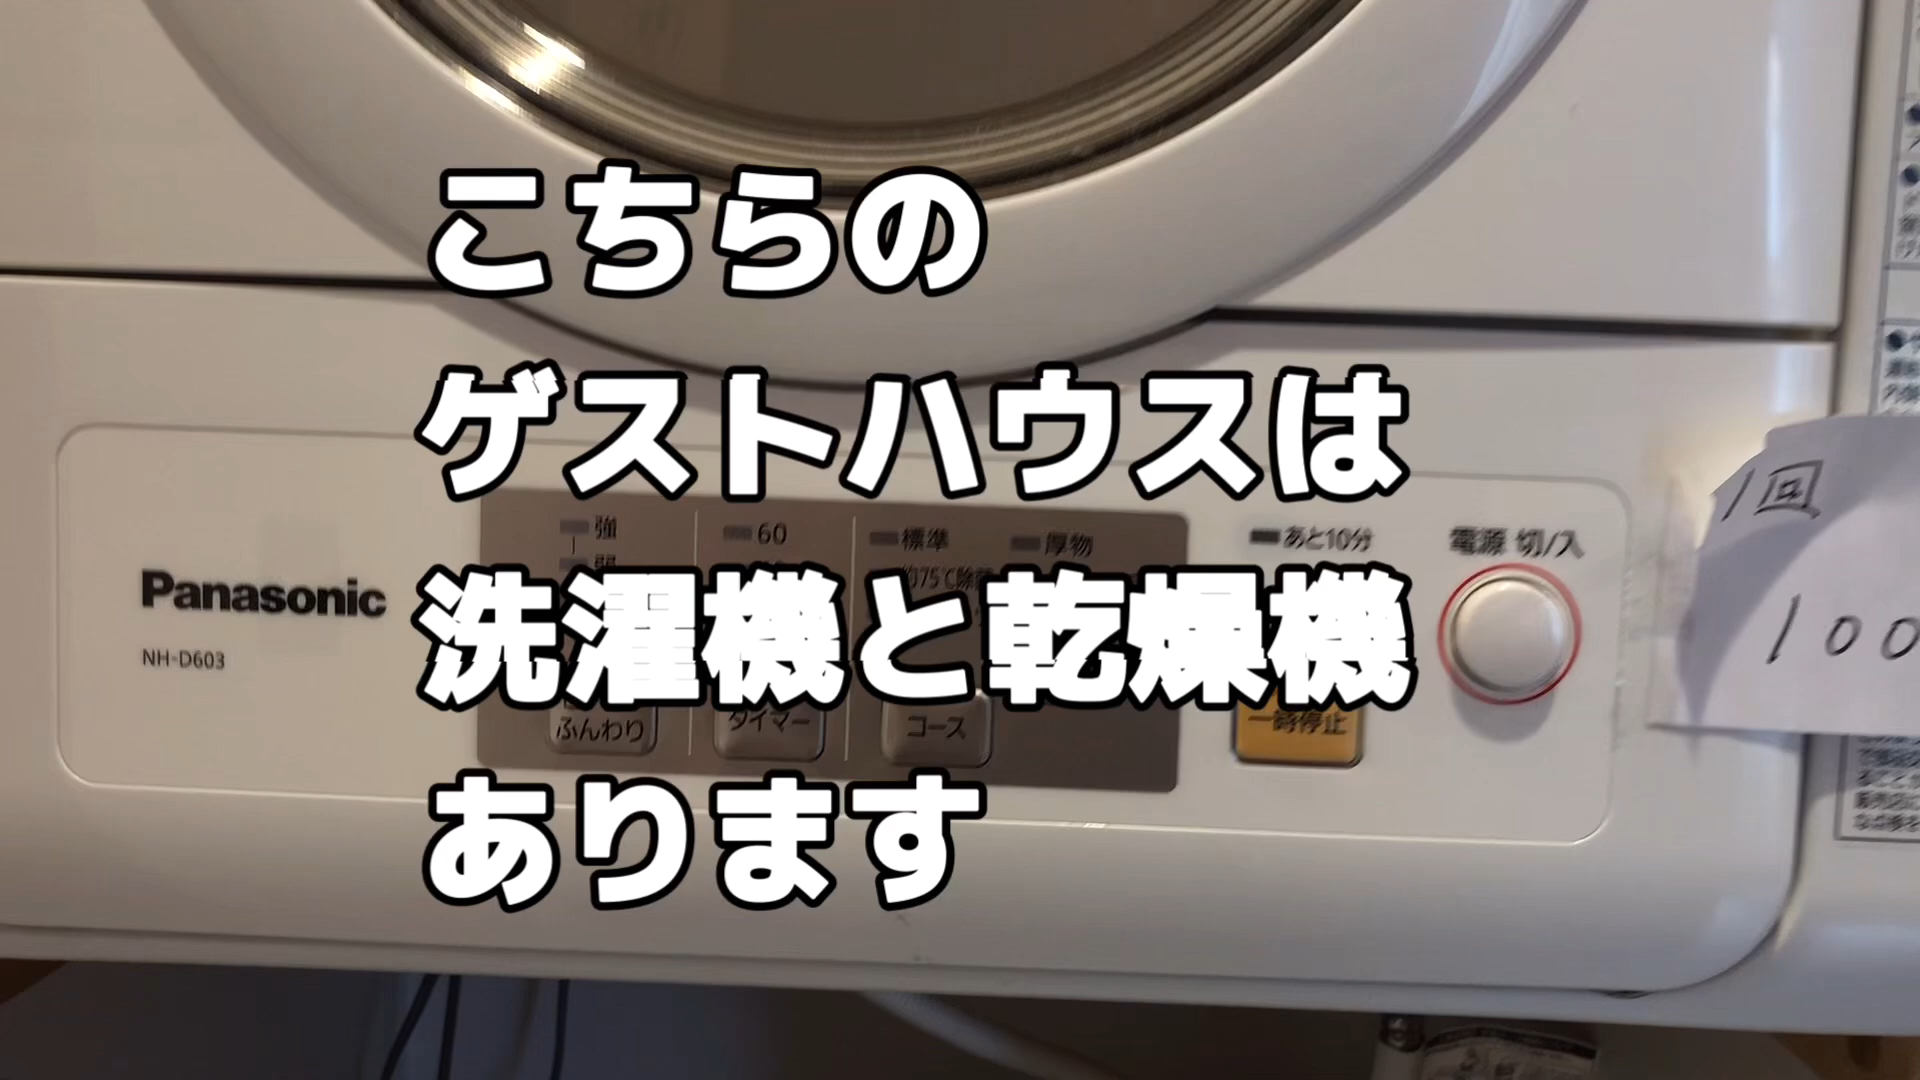 こちらの
ゲストハウスは
洗濯機と乾燥機
あります
Panasonic
NH-D603
強
60
標準
厚物
ふんわり
タイマー
コース
あと10分
一時停止
電源 切/入
1回
100